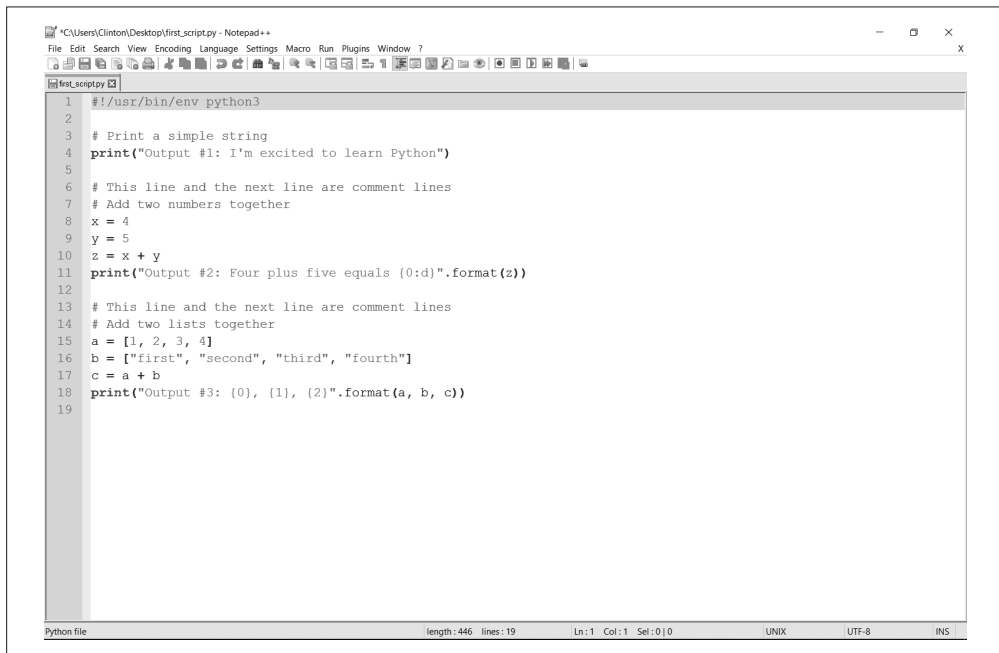 *C:\Users\Clinton\Desktop\first_script.py - Notepad++
File Edit Search View Encoding Language Settings Macro Run Plugins Window ?
X
first_script.py
1 #!/usr/bin/env python3
2
3 # Print a simple string
4 print("Output #1: I'm excited to learn Python")
5
6 # This line and the next line are comment lines
7 # Add two numbers together
8 x = 4
9 y = 5
10 z = x + y
11 print("Output #2: Four plus five equals {0:d}".format(z))
12
13 # This line and the next line are comment lines
14 # Add two lists together
15 a = [1, 2, 3, 4]
16 b = ["first", "second", "third", "fourth"]
17 c = a + b
18 print("Output #3: {0}, {1}, {2}".format(a, b, c))
19
Python file length : 446 lines : 19 Ln : 1 Col : 1 Sel : 0 | 0 UNIX UTF-8 INS